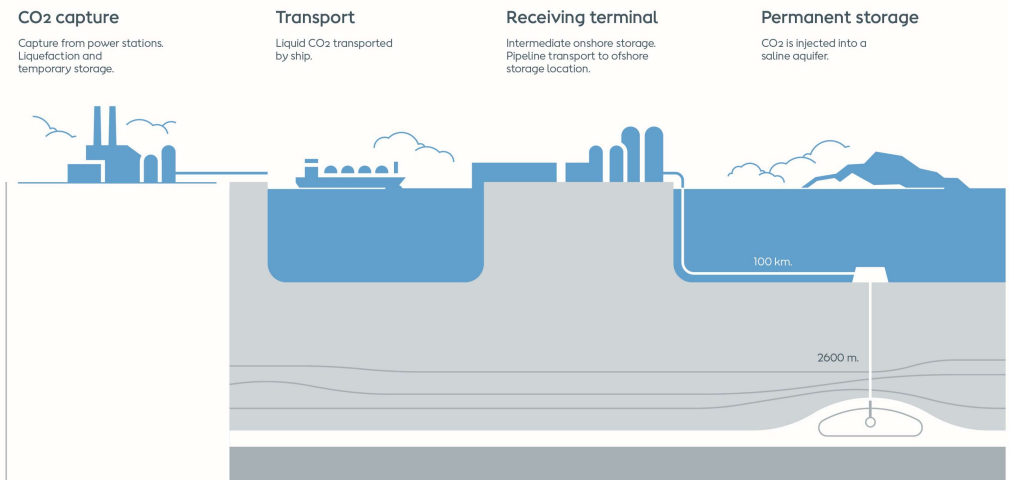 CO2 capture
Capture from power stations.
Liquefaction and
temporary storage.
Transport
Liquid CO2 transported
by ship.
Receiving terminal
Intermediate onshore storage.
Pipeline transport to ofshore
storage location.
Permanent storage
CO2 is injected into a
saline aquifer.
100 km.
2600 m.